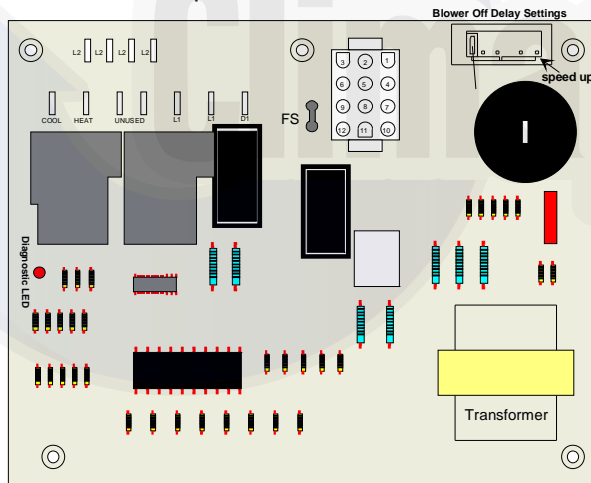 Blower Off Delay Settings
L2 L2 L2 L2
speed up
COOL HEAT UNUSED L1 L1 D1
FS
3 2 1
6 5 4
9 8 7
12 11 10
Diagnostic LED
Transformer
Clima